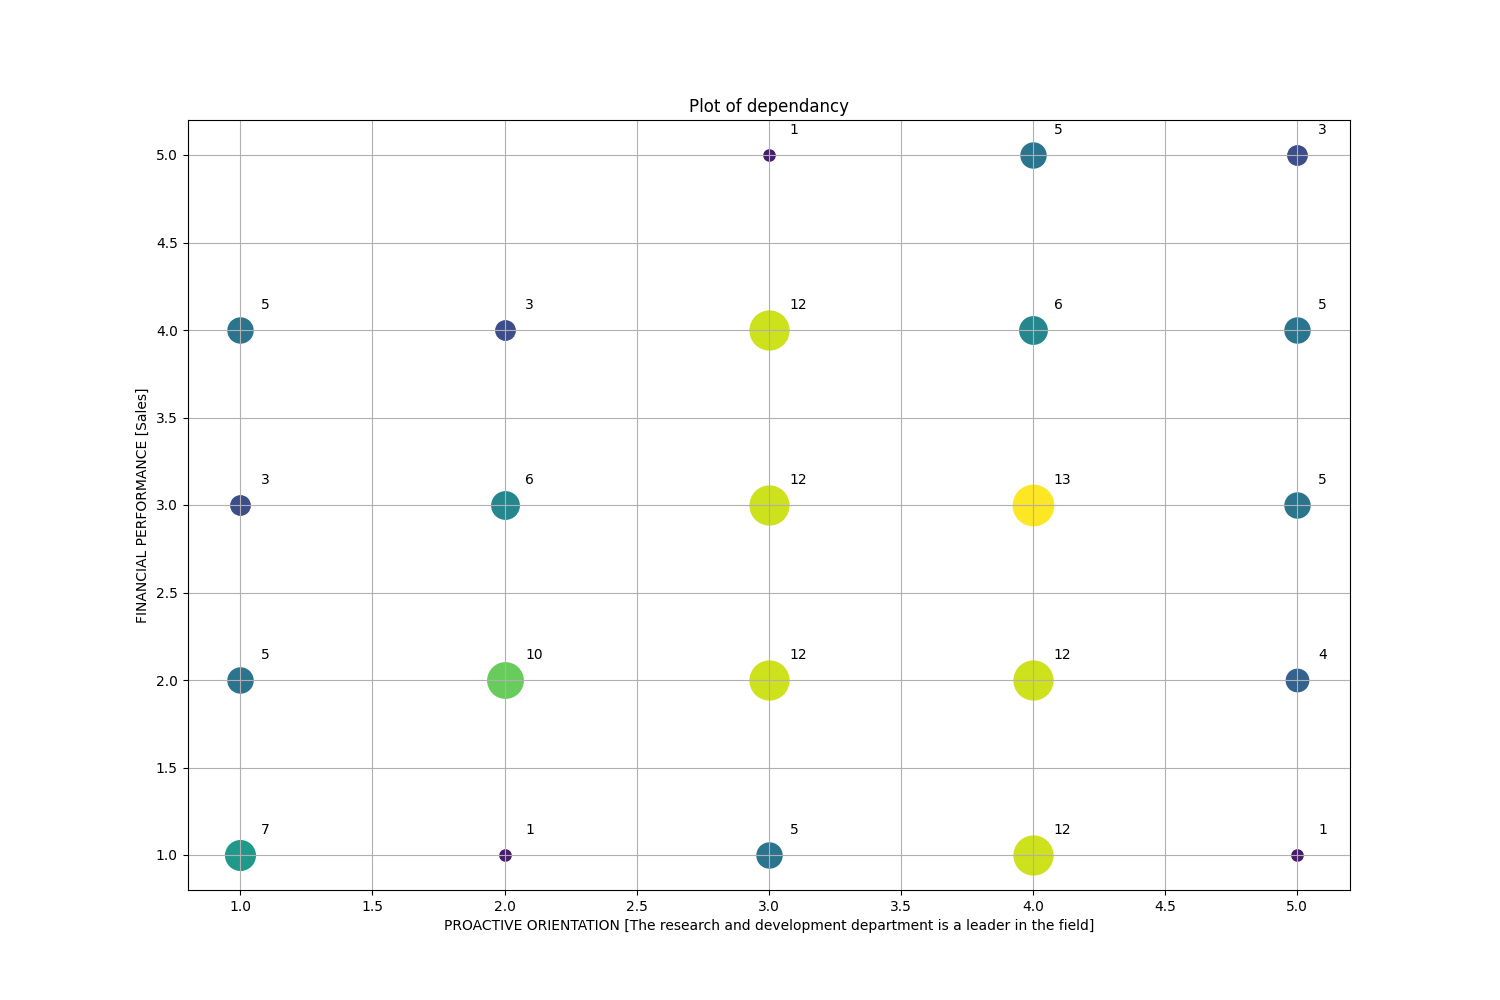 Plot of dependancy
1 5 3
5.0
4.5
5 3 12 6 5
4.0
3.5
3 6 12 13 5
3.0
2.5
5 10 12 12 4
2.0
1.5
7 1 5 12 1
1.0
FINANCIAL PERFORMANCE [Sales]
1.0 1.5 2.0 2.5 3.0 3.5 4.0 4.5 5.0
PROACTIVE ORIENTATION [The research and development department is a leader in the field]